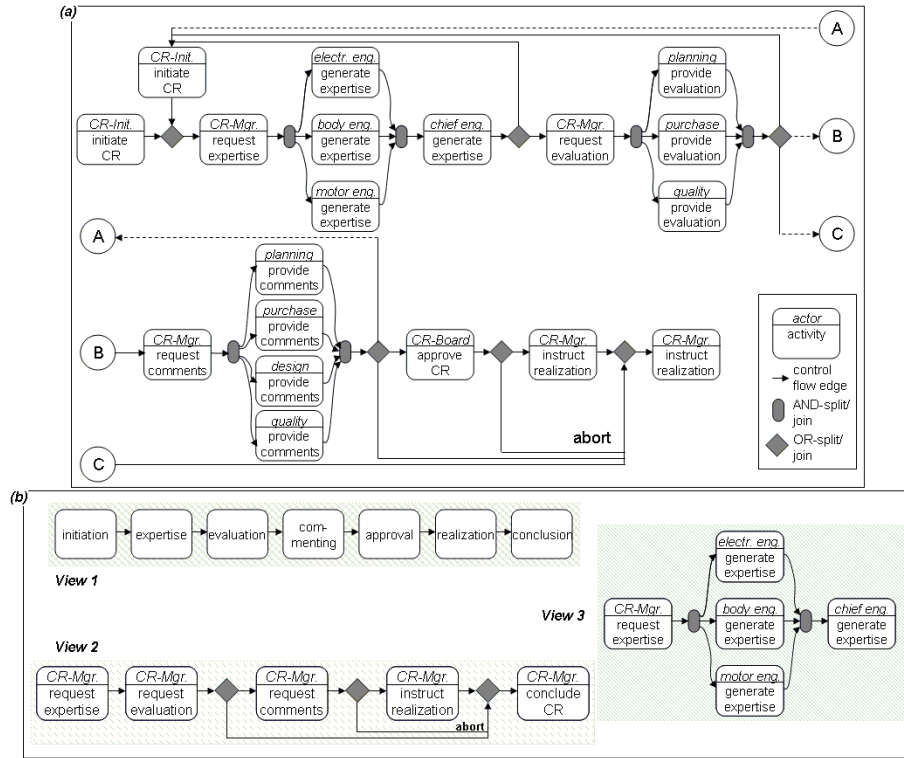 (a)
A
CR-Init.
initiate
CR
electr. eng.
generate
expertise
planning
provide
evaluation
CR-Init.
initiate
CR
CR-Mgr.
request
expertise
body eng.
generate
expertise
chief eng.
generate
expertise
CR-Mgr.
request
evaluation
purchase
provide
evaluation
B
motor eng.
generate
expertise
quality
provide
evaluation
A
C
planning
provide
comments
purchase
provide
comments
B
CR-Mgr.
request
comments
design
provide
comments
quality
provide
comments
CR-Board
approve
CR
CR-Mgr.
instruct
realization
CR-Mgr.
instruct
realization
abort
C
actor
activity
control
flow edge
AND-split/
join
OR-split/
join
(b)
initiation
expertise
evaluation
com-
menting
approval
realization
conclusion
View 1
View 2
CR-Mgr.
request
expertise
CR-Mgr.
request
evaluation
CR-Mgr.
request
comments
CR-Mgr.
instruct
realization
CR-Mgr.
conclude
CR
abort
View 3
CR-Mgr.
request
expertise
electr. eng.
generate
expertise
body eng.
generate
expertise
motor eng.
generate
expertise
chief eng.
generate
expertise